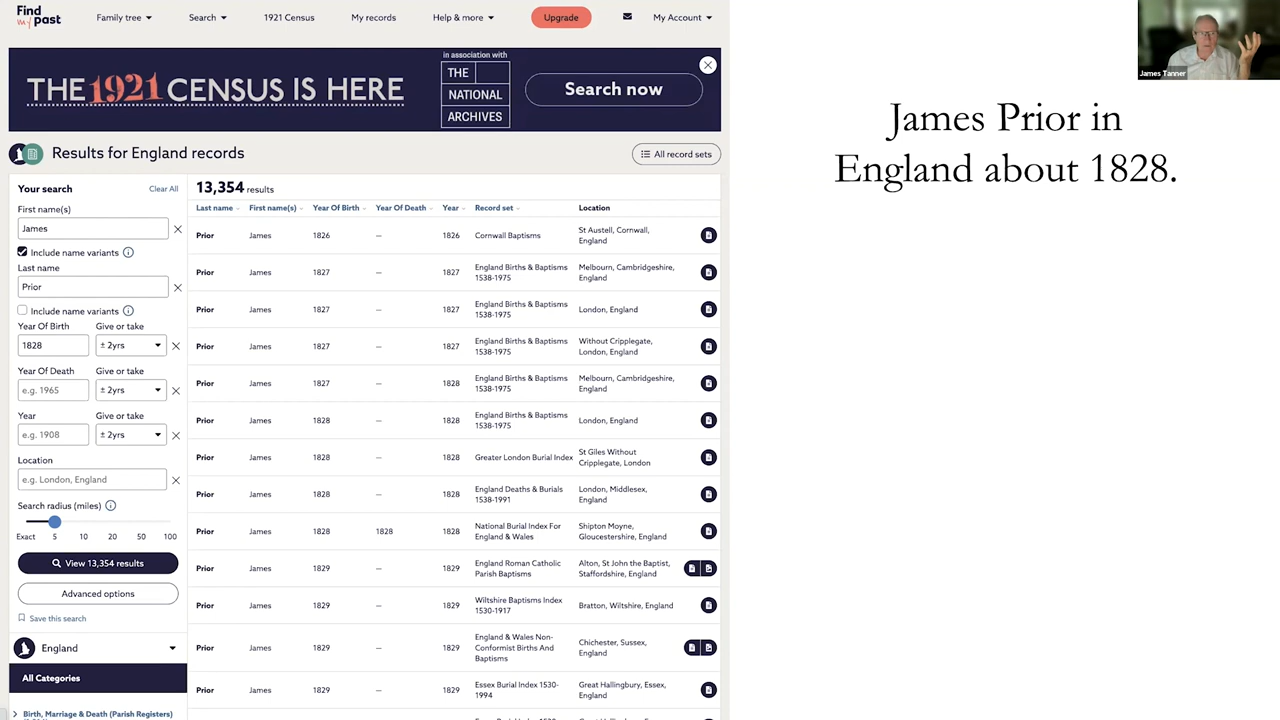 Find my past
Family tree
Search
1921 Census
My records
Help & more
Upgrade
My Account
THE 1921 CENSUS IS HERE
in association with
THE
NATIONAL
ARCHIVES
Search now
James Tanner
James Prior in
England about 1828.
Results for England records
All record sets
Your search
Clear All
First name(s)
James
Include name variants
Last name
Prior
Include name variants
Year Of Birth Give or take
1828 ± 2yrs
Year Of Death Give or take
e.g. 1965 ± 2yrs
Year Give or take
e.g. 1908 ± 2yrs
Location
e.g. London, England
Search radius (miles)
Exact 5 10 20 50 100
View 13,354 results
Advanced options
Save this search
England
All Categories
Birth, Marriage & Death (Parish Registers)
13,354 results
Last name First name(s) Year Of Birth Year Of Death Year Record set Location
Prior James 1826 — 1826 Cornwall Baptisms St Austell, Cornwall,
England
Prior James 1827 — 1827 England Births & Baptisms Melbourn, Cambridgeshire,
1538-1975 England
Prior James 1827 — 1827 England Births & Baptisms London, England
1538-1975
Prior James 1827 — 1827 England Births & Baptisms Without Cripplegate,
1538-1975 London, England
Prior James 1827 — 1828 England Births & Baptisms Melbourn, Cambridgeshire,
1538-1975 England
Prior James 1828 — 1828 England Births & Baptisms London, England
1538-1975
Prior James 1828 — 1828 Greater London Burial Index St Giles Without
Cripplegate, London
Prior James 1828 — 1828 England Deaths & Burials London, Middlesex,
1538-1991 England
Prior James 1828 1828 1828 National Burial Index For Shipton Moyne,
England & Wales Gloucestershire, England
Prior James 1829 — 1829 England Roman Catholic Alton, St John the Baptist,
Parish Baptisms Staffordshire, England
Prior James 1829 — 1829 Wiltshire Baptisms Index Bratton, Wiltshire, England
1530-1917
Prior James 1829 — 1829 England & Wales Non-
Conformist Births And Chichester, Sussex,
Baptisms England
Prior James 1829 — 1829 Essex Burial Index 1530- Great Hallingbury, Essex,
1994 England